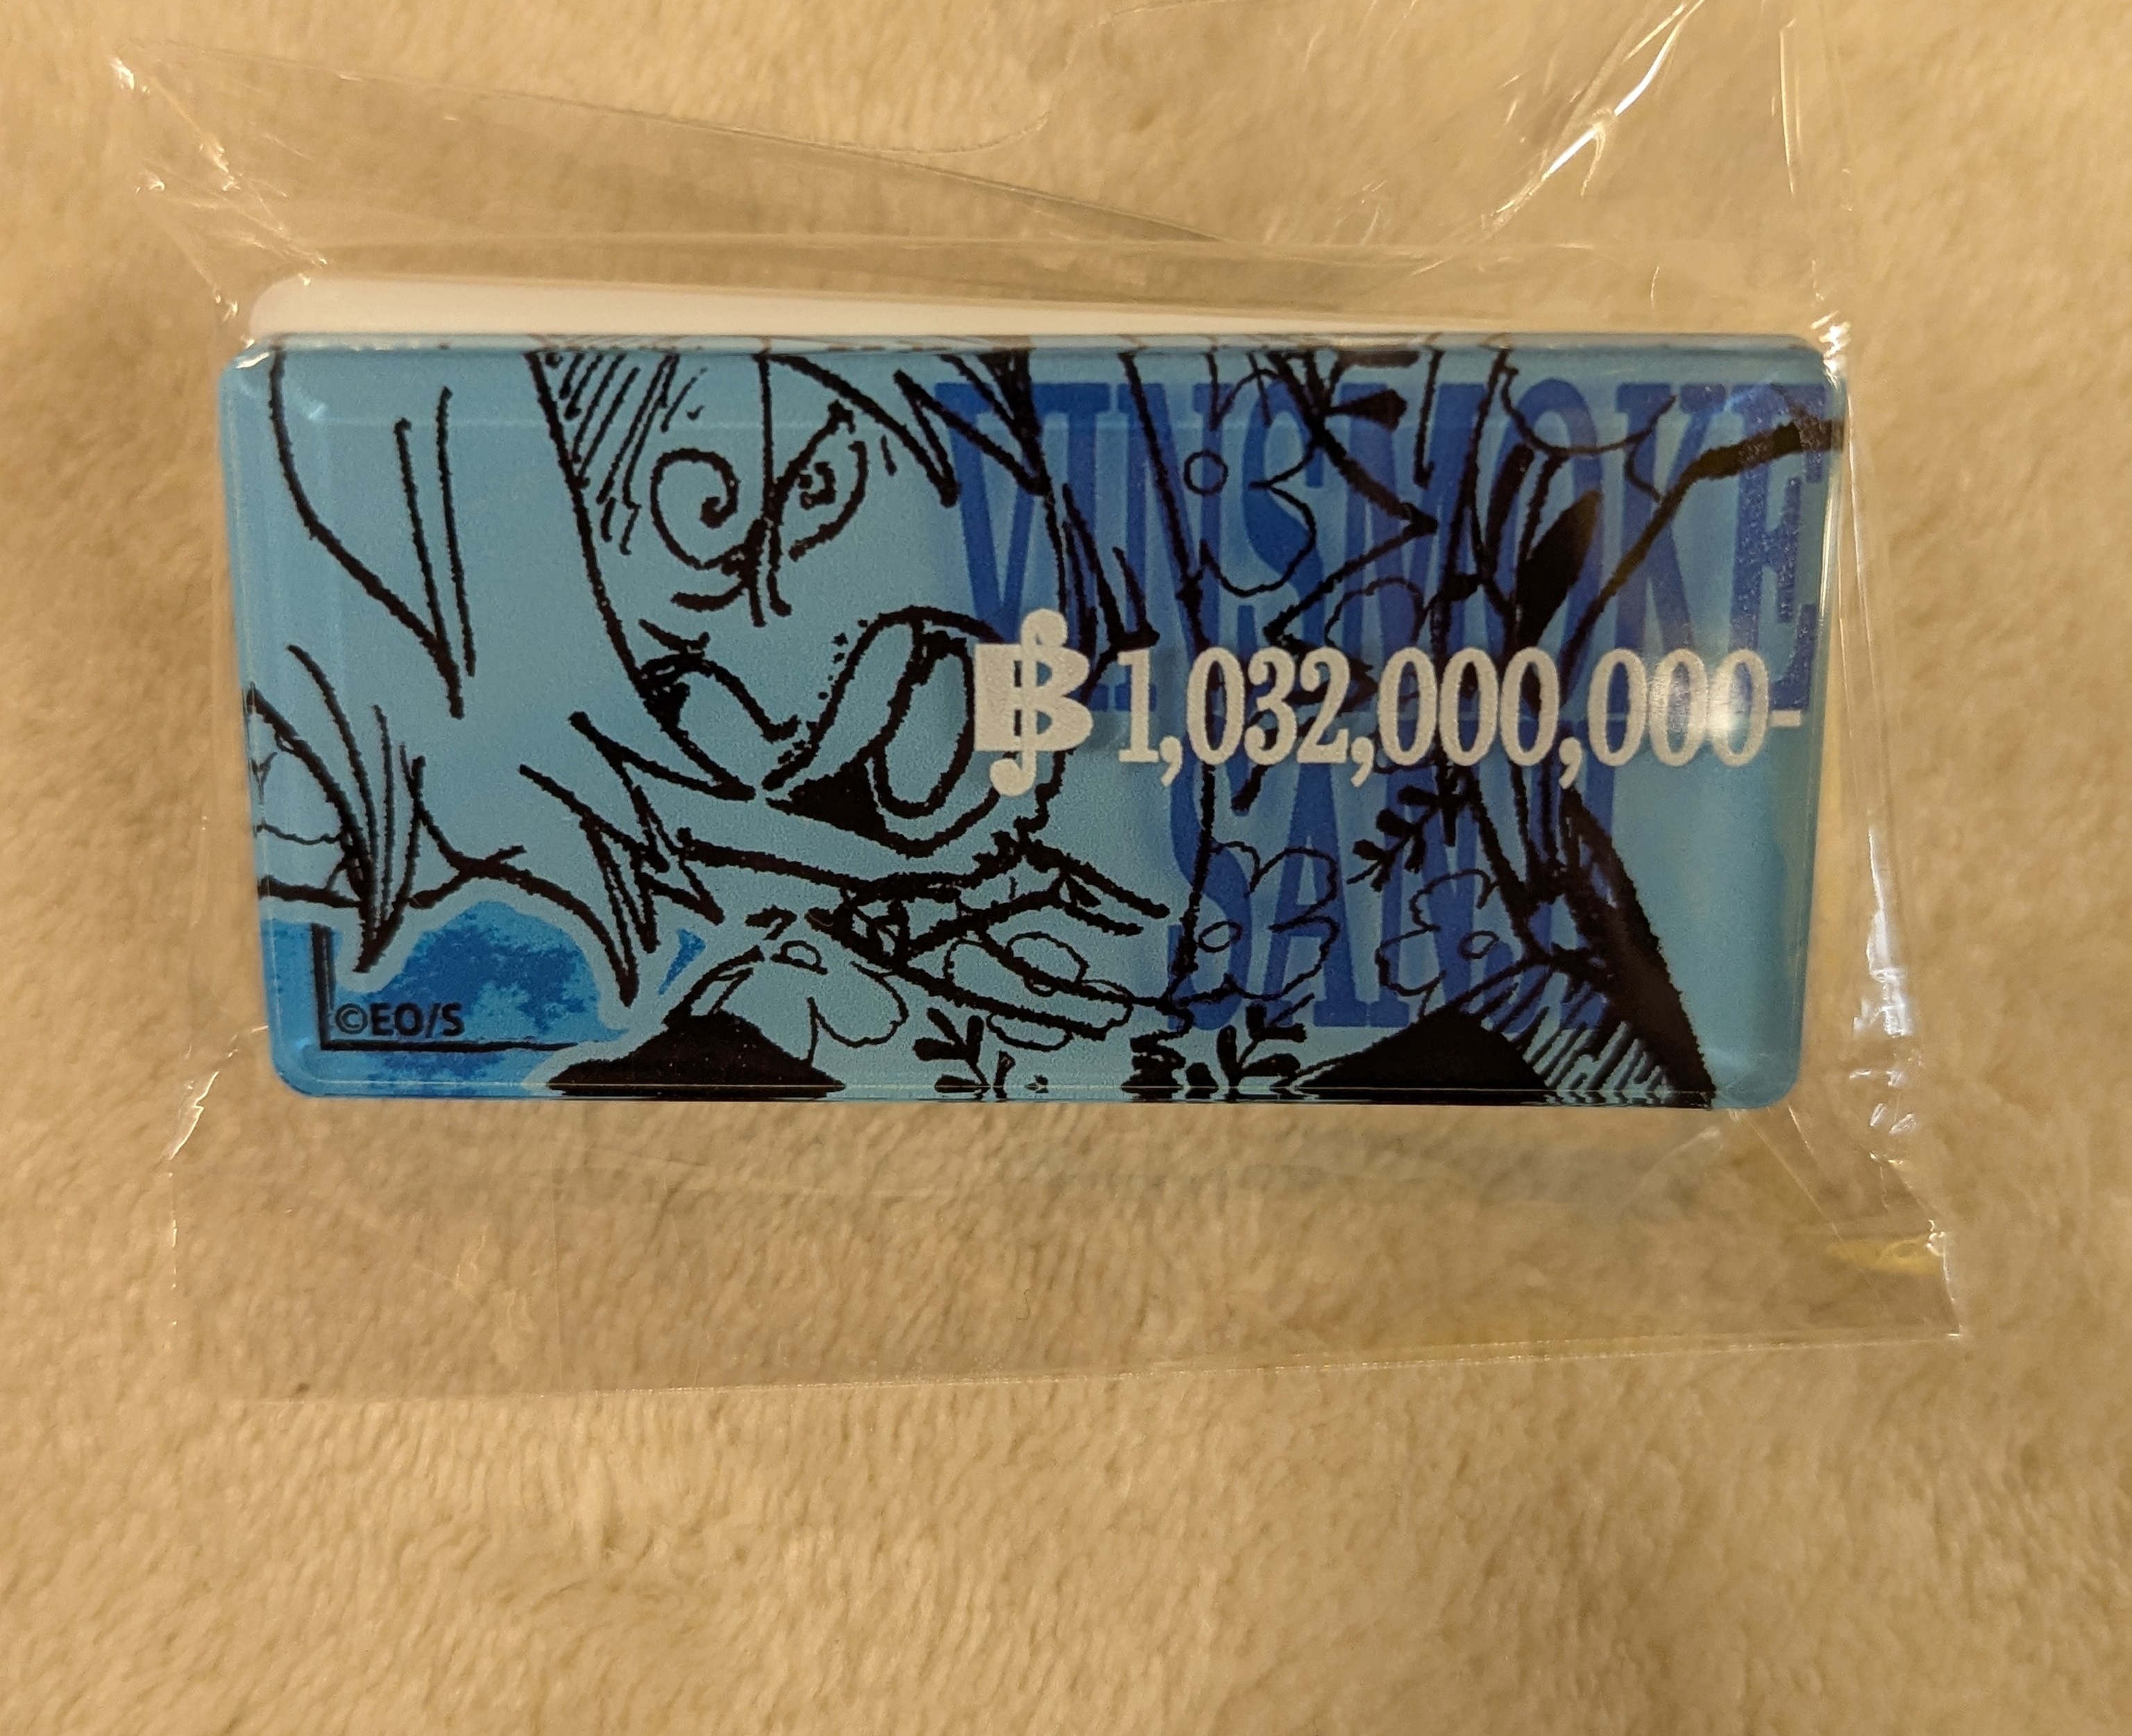 VINSMOKE
฿1,032,000,000-
SANJI
©EO/S